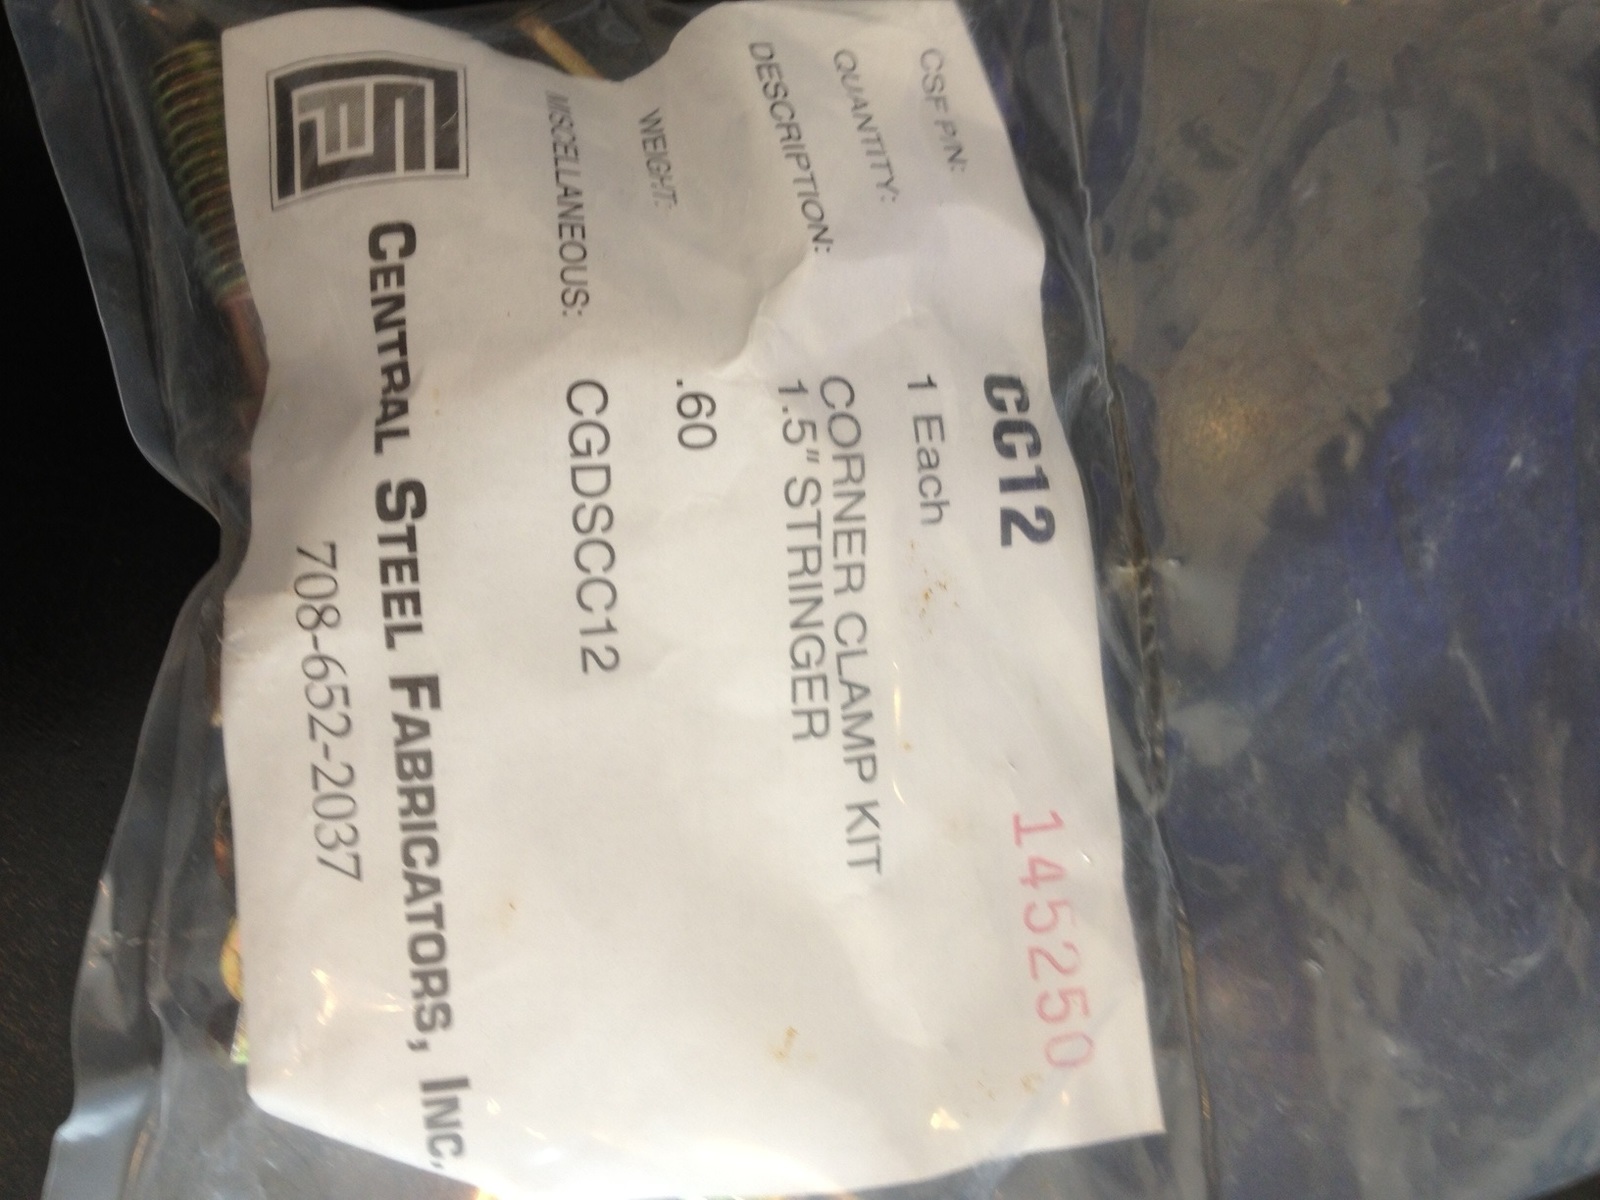 CSF P/N: CC12 145250
QUANTITY: 1 Each
DESCRIPTION: CORNER CLAMP KIT
1.5" STRINGER
WEIGHT: .60
MISCELLANEOUS: CGDSCC12
CENTRAL STEEL FABRICATORS, INC.
708-652-2037